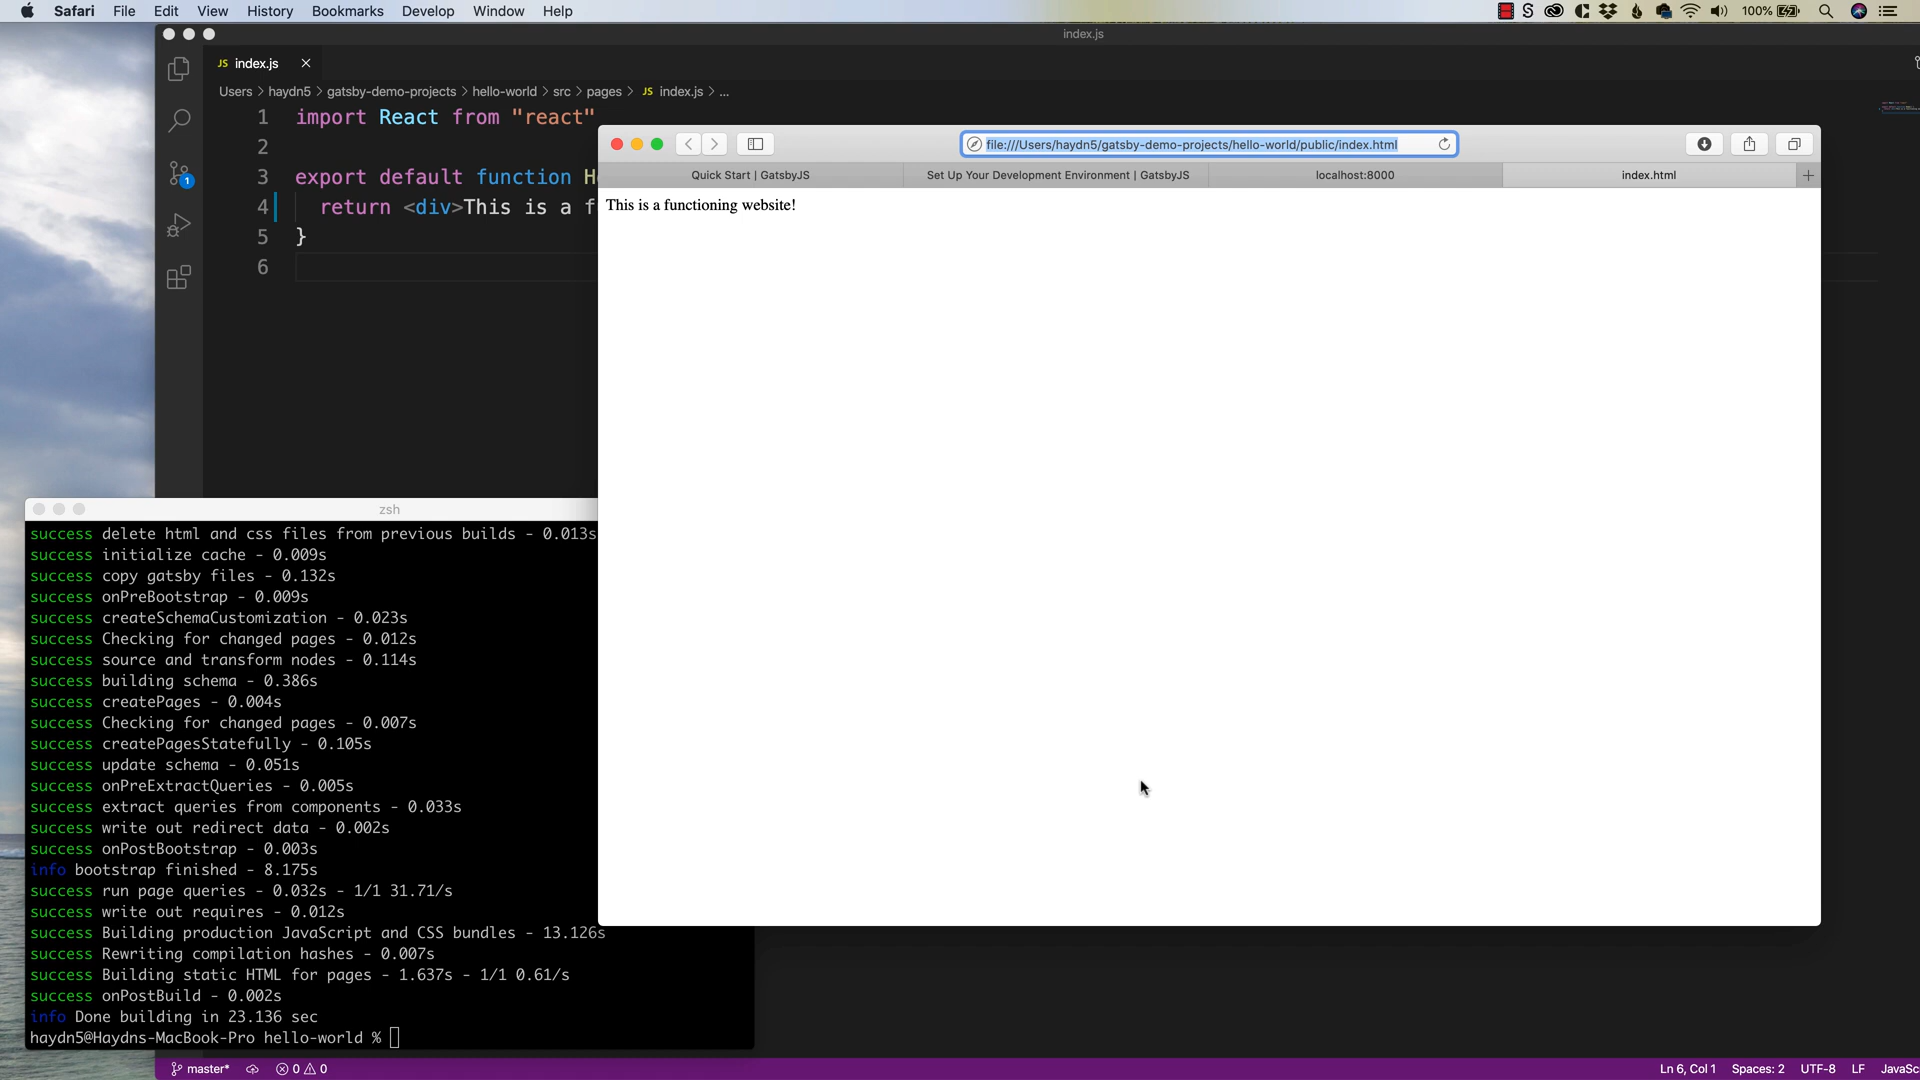 Safari File Edit View History Bookmarks Develop Window Help
100%
index.js
JS index.js
Users > haydn5 > gatsby-demo-projects > hello-world > src > pages > JS index.js > ...
1 import React from "react"
2
3 export default function H
4 return <div>This is a f
5 }
6
1
file:///Users/haydn5/gatsby-demo-projects/hello-world/public/index.html
Quick Start | GatsbyJS
Set Up Your Development Environment | GatsbyJS
localhost:8000
index.html
This is a functioning website!
zsh
success delete html and css files from previous builds - 0.013s
success initialize cache - 0.009s
success copy gatsby files - 0.132s
success onPreBootstrap - 0.009s
success createSchemaCustomization - 0.023s
success Checking for changed pages - 0.012s
success source and transform nodes - 0.114s
success building schema - 0.386s
success createPages - 0.004s
success Checking for changed pages - 0.007s
success createPagesStatefully - 0.105s
success update schema - 0.051s
success onPreExtractQueries - 0.005s
success extract queries from components - 0.033s
success write out redirect data - 0.002s
success onPostBootstrap - 0.003s
info bootstrap finished - 8.175s
success run page queries - 0.032s - 1/1 31.71/s
success write out requires - 0.012s
success Building production JavaScript and CSS bundles - 13.126s
success Rewriting compilation hashes - 0.007s
success Building static HTML for pages - 1.637s - 1/1 0.61/s
success onPostBuild - 0.002s
info Done building in 23.136 sec
haydn5@Haydns-MacBook-Pro hello-world %
master* 0 0
Ln 6, Col 1 Spaces: 2 UTF-8 LF JavaSc